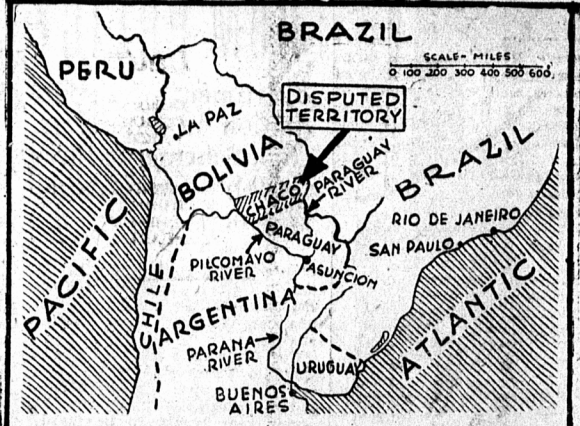 BRAZIL
SCALE-MILES
0 100 200 300 400 500 600
PERU
DISPUTED
TERRITORY
LA PAZ
BOLIVIA
CHACO
PARAGUAY
RIVER
BRAZIL
RIO DE JANEIRO
SAN PAULO
PARAGUAY
PILCOMAYO
RIVER
ASUNCION
PACIFIC
CHILE
ARGENTINA
ATLANTIC
PARANA
RIVER
URUGUAY
BUENOS
AIRES